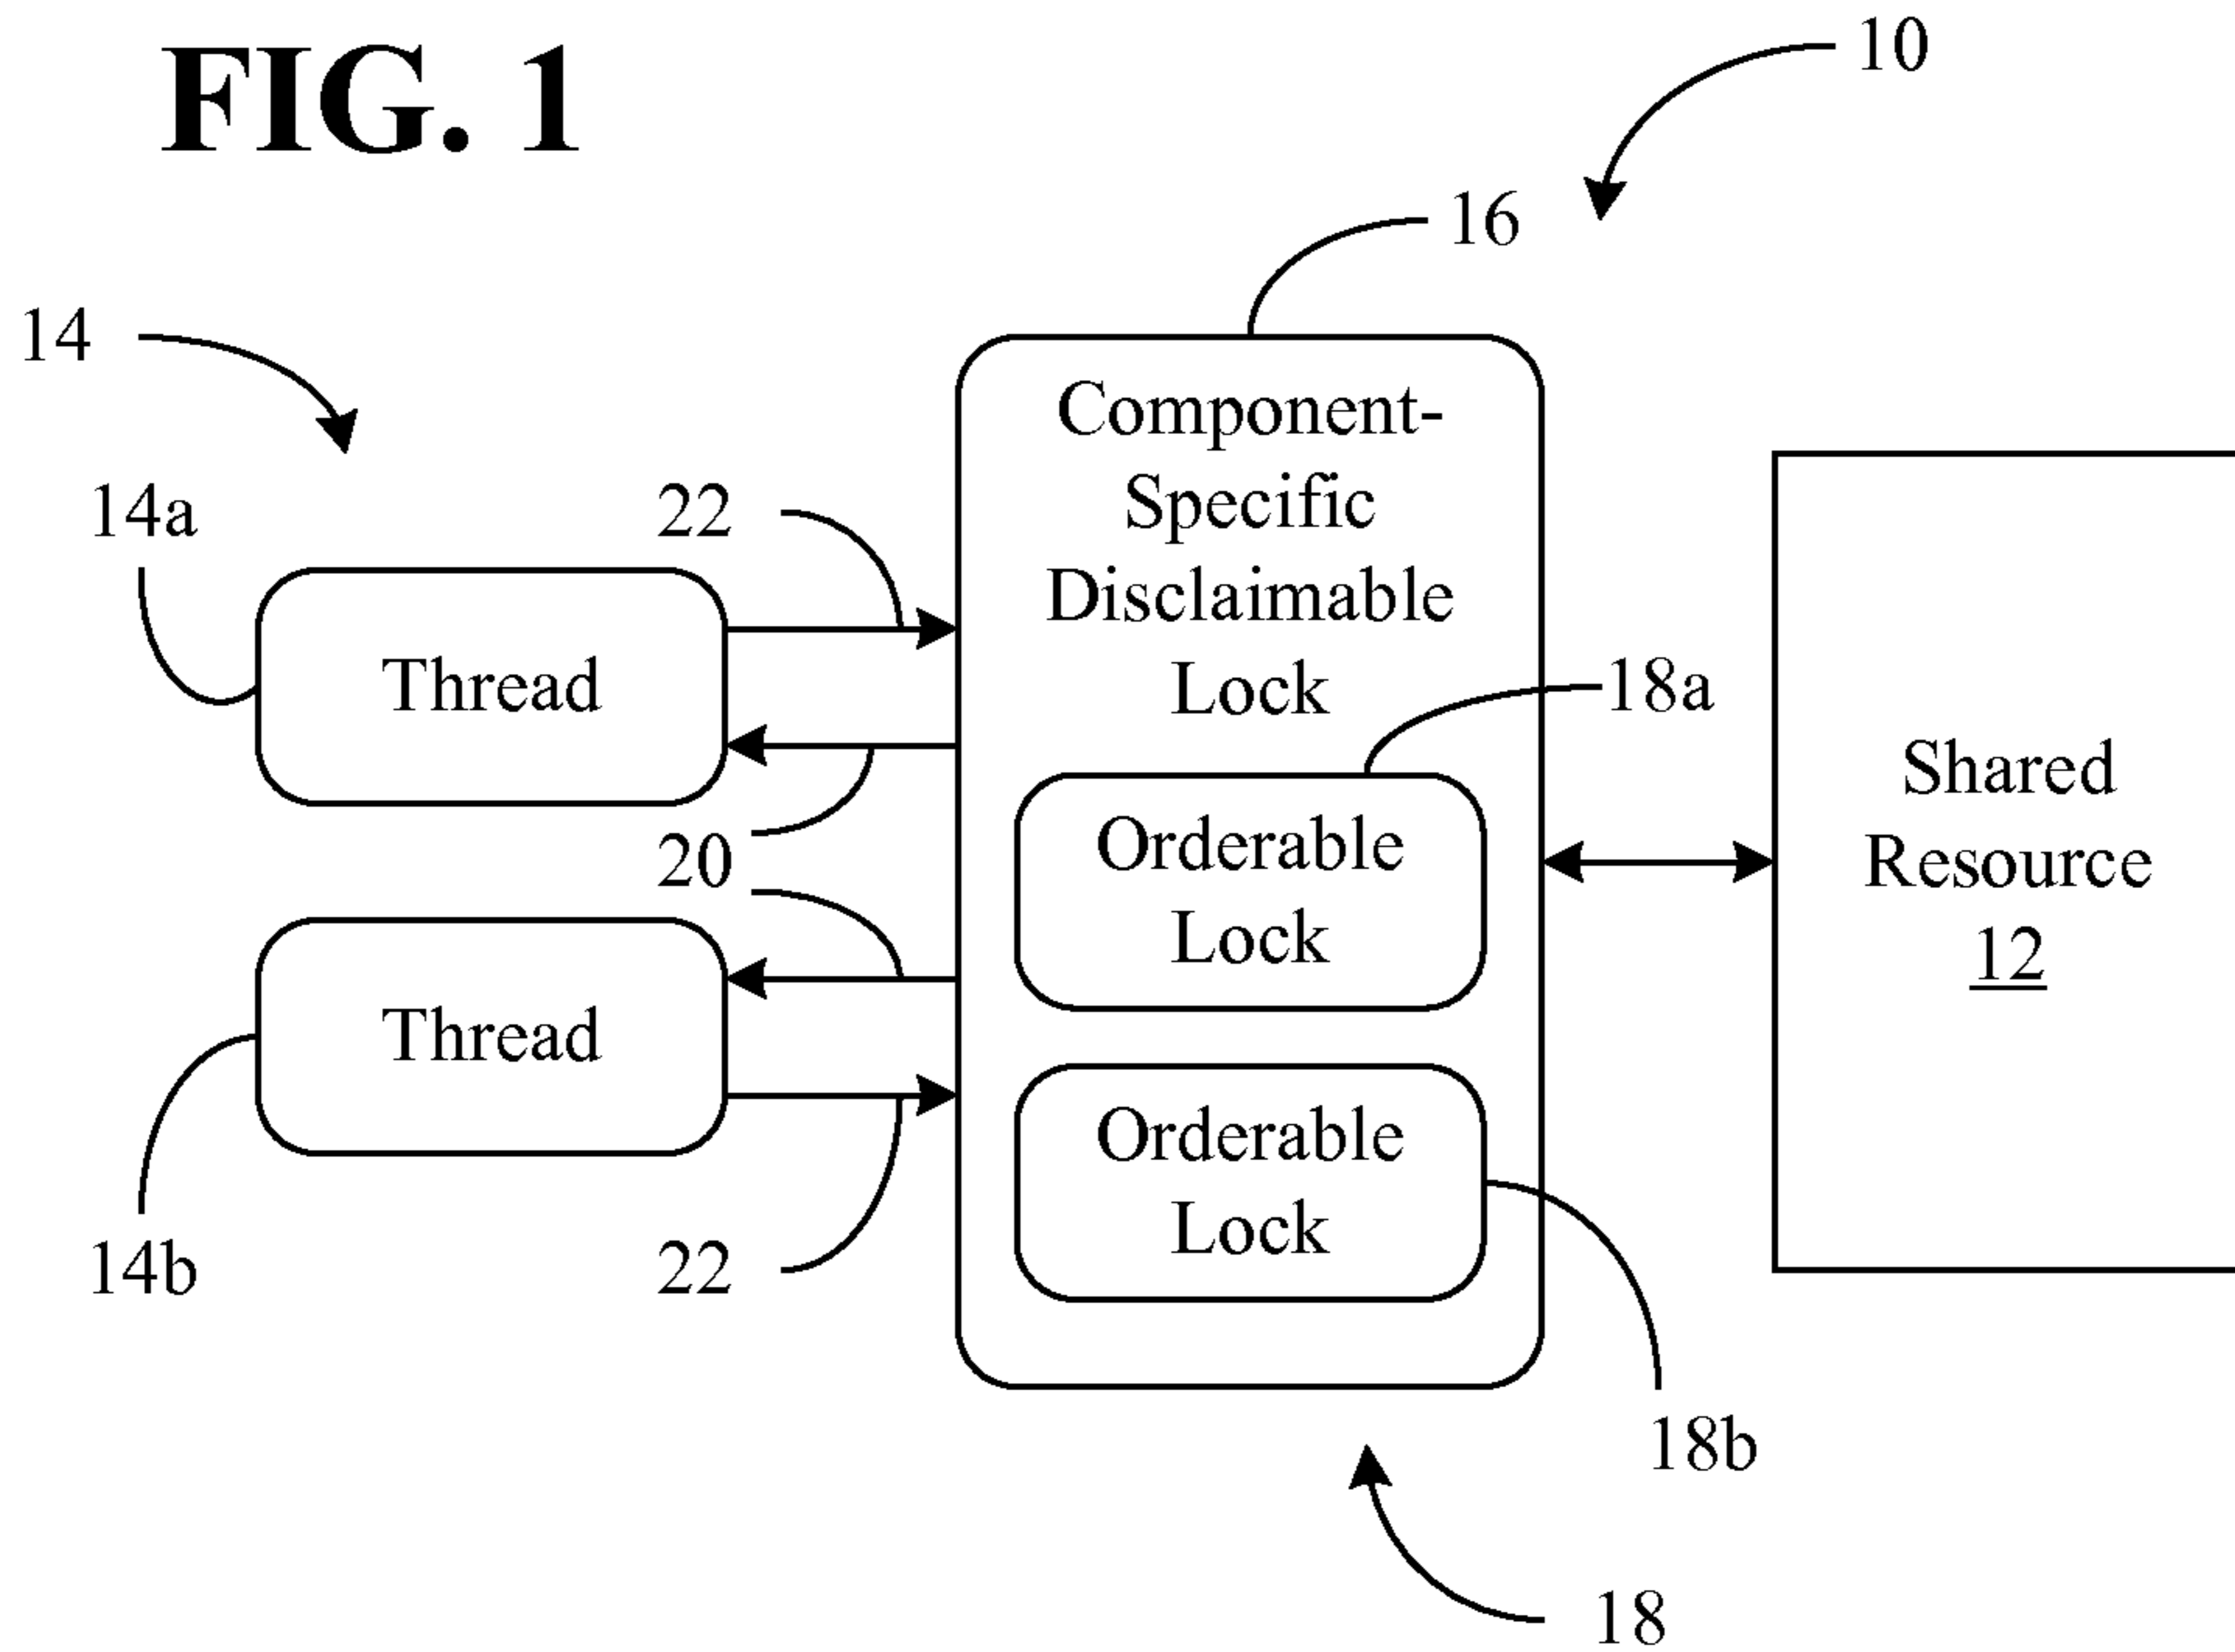 FIG. 1
10
16
14
14a
22
Component-
Specific
Disclaimable
Lock
Thread
18a
20
Orderable
Lock
Shared
Resource
12
Thread
Orderable
Lock
14b
22
18b
18